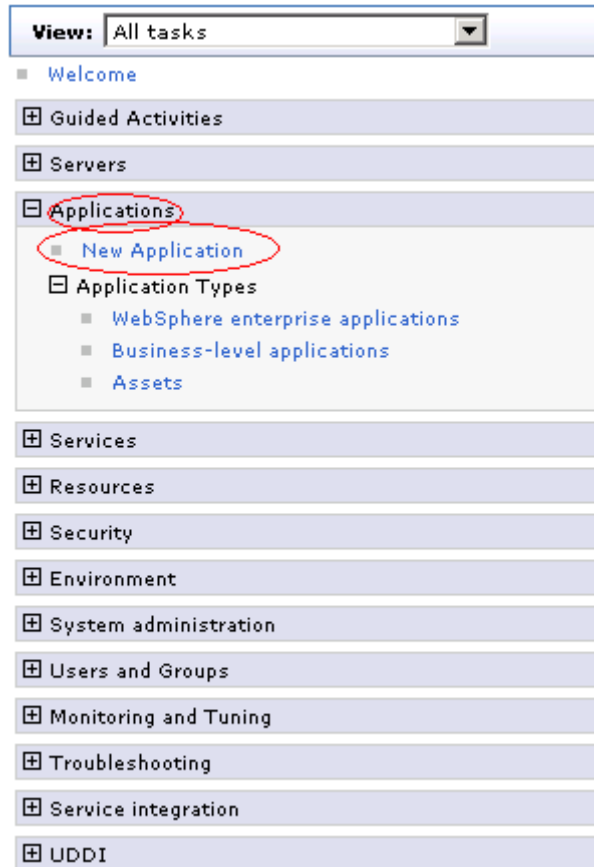 View: All tasks
Welcome
Guided Activities
Servers
Applications
New Application
Application Types
WebSphere enterprise applications
Business-level applications
Assets
Services
Resources
Security
Environment
System administration
Users and Groups
Monitoring and Tuning
Troubleshooting
Service integration
UDDI